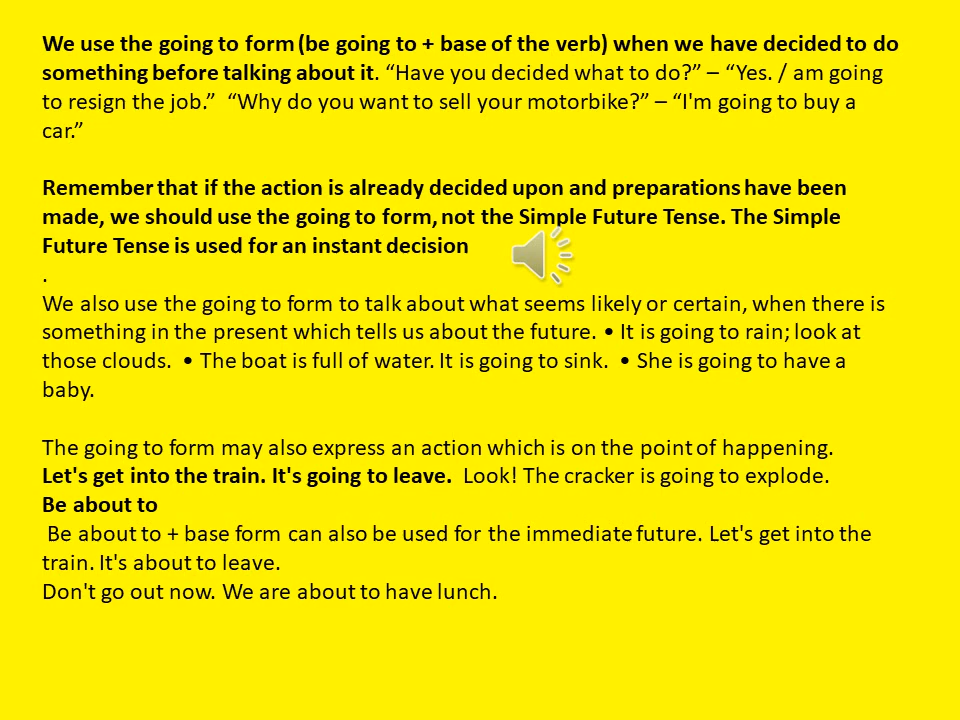 We use the going to form (be going to + base of the verb) when we have decided to do
something before talking about it. “Have you decided what to do?” – “Yes. / am going
to resign the job.” “Why do you want to sell your motorbike?” – “I'm going to buy a
car.”
Remember that if the action is already decided upon and preparations have been
made, we should use the going to form, not the Simple Future Tense. The Simple
Future Tense is used for an instant decision
.
We also use the going to form to talk about what seems likely or certain, when there is
something in the present which tells us about the future. • It is going to rain; look at
those clouds. • The boat is full of water. It is going to sink. • She is going to have a
baby.
The going to form may also express an action which is on the point of happening.
Let's get into the train. It's going to leave. Look! The cracker is going to explode.
Be about to
Be about to + base form can also be used for the immediate future. Let's get into the
train. It's about to leave.
Don't go out now. We are about to have lunch.